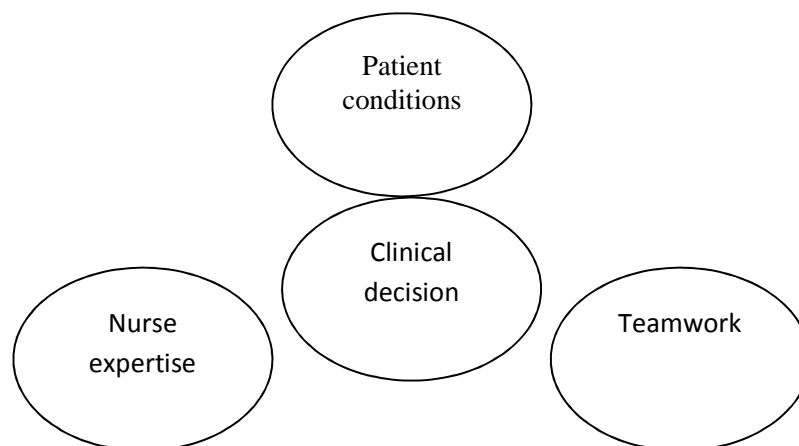 Patient
conditions
Clinical
decision
Nurse
expertise
Teamwork